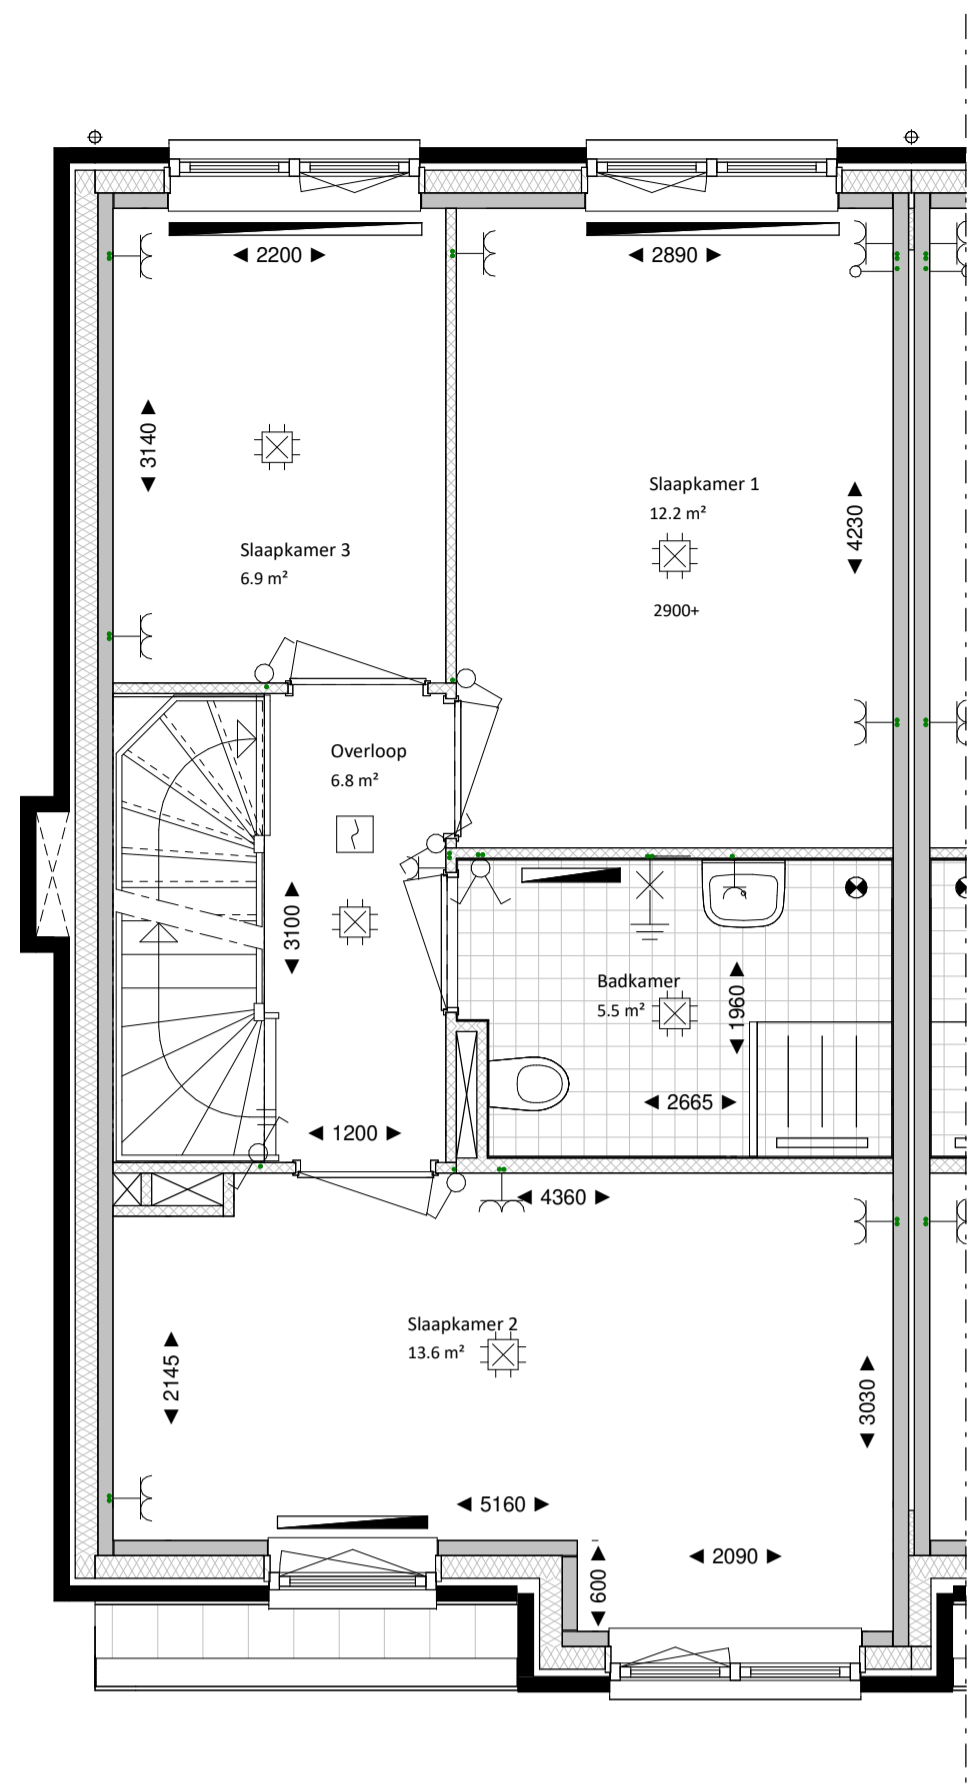 2200
2890
3140
Slaapkamer 1
12.2 m²
4230
Slaapkamer 3
6.9 m²
2900+
Overloop
6.8 m²
3100
Badkamer
5.5 m²
1960
2665
1200
4360
Slaapkamer 2
13.6 m²
2145
3030
5160
2090
600